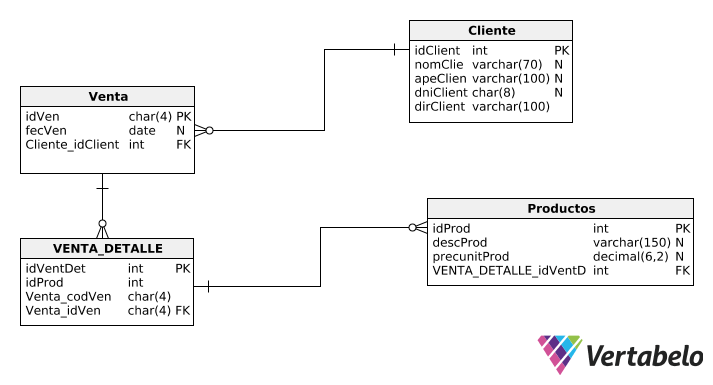 Cliente
idClient int PK
nomClie varchar(70) N
apeClien varchar(100) N
dniClient char(8) N
dirClient varchar(100)
Venta
idVen char(4) PK
fecVen date N
Cliente_idClient int FK
Productos
idProd int PK
descProd varchar(150) N
precunitProd decimal(6,2) N
VENTA_DETALLE_idVentD int FK
VENTA_DETALLE
idVentDet int PK
idProd int
Venta_codVen char(4)
Venta_idVen char(4) FK
Vertabelo